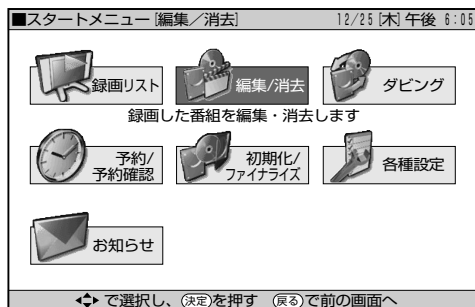 ■スタートメニュー [編集/消去] 12/25 [木] 午後 6:05
録画リスト 編集/消去 ダビング
録画した番組を編集・消去します
予約/
予約確認
初期化/
ファイナライズ
各種設定
お知らせ
で選択し、決定を押す 戻るで前の画面へ